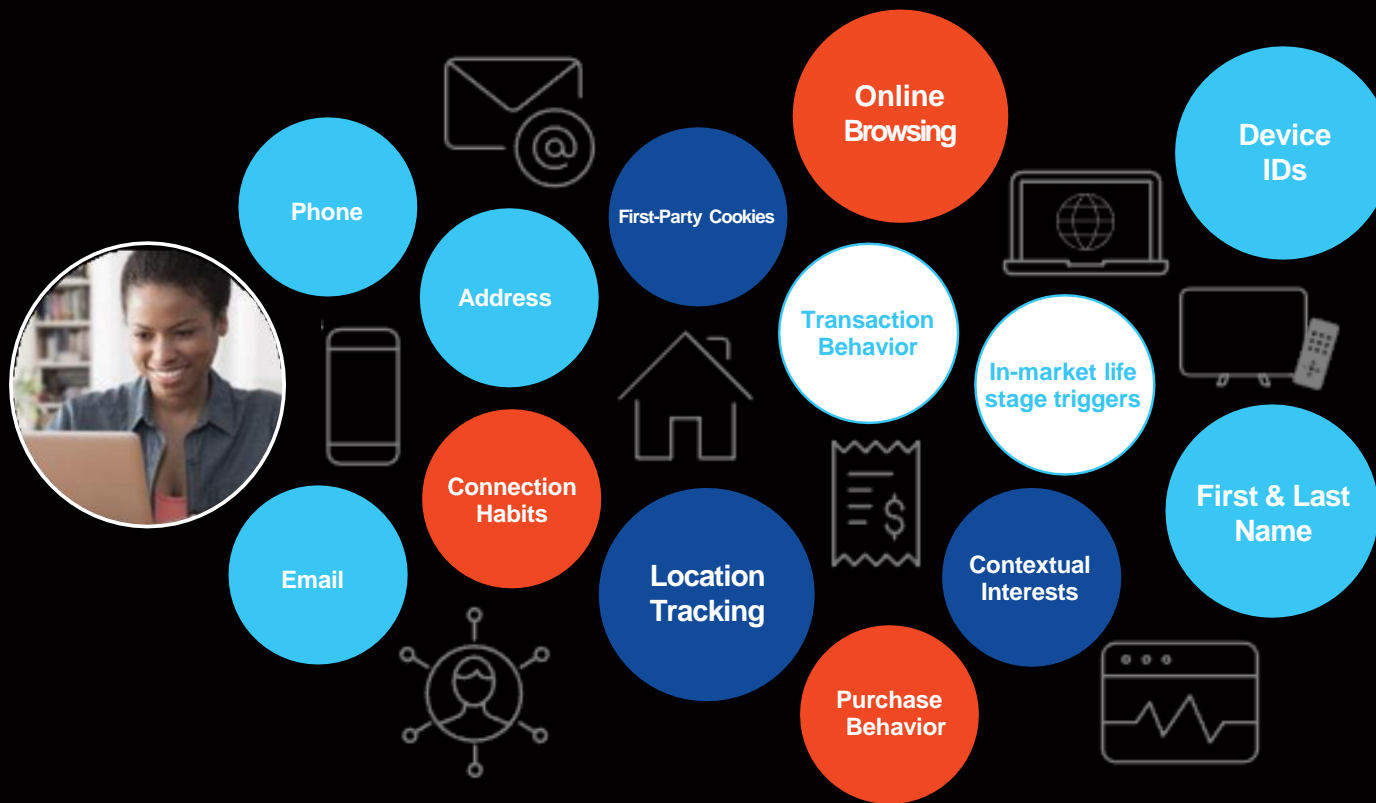 Online
Browsing
Device
IDs
Phone
First-Party Cookies
Address
Transaction
Behavior
In-market life
stage triggers
Connection
Habits
First & Last
Name
Email
Location
Tracking
Contextual
Interests
Purchase
Behavior
@
$